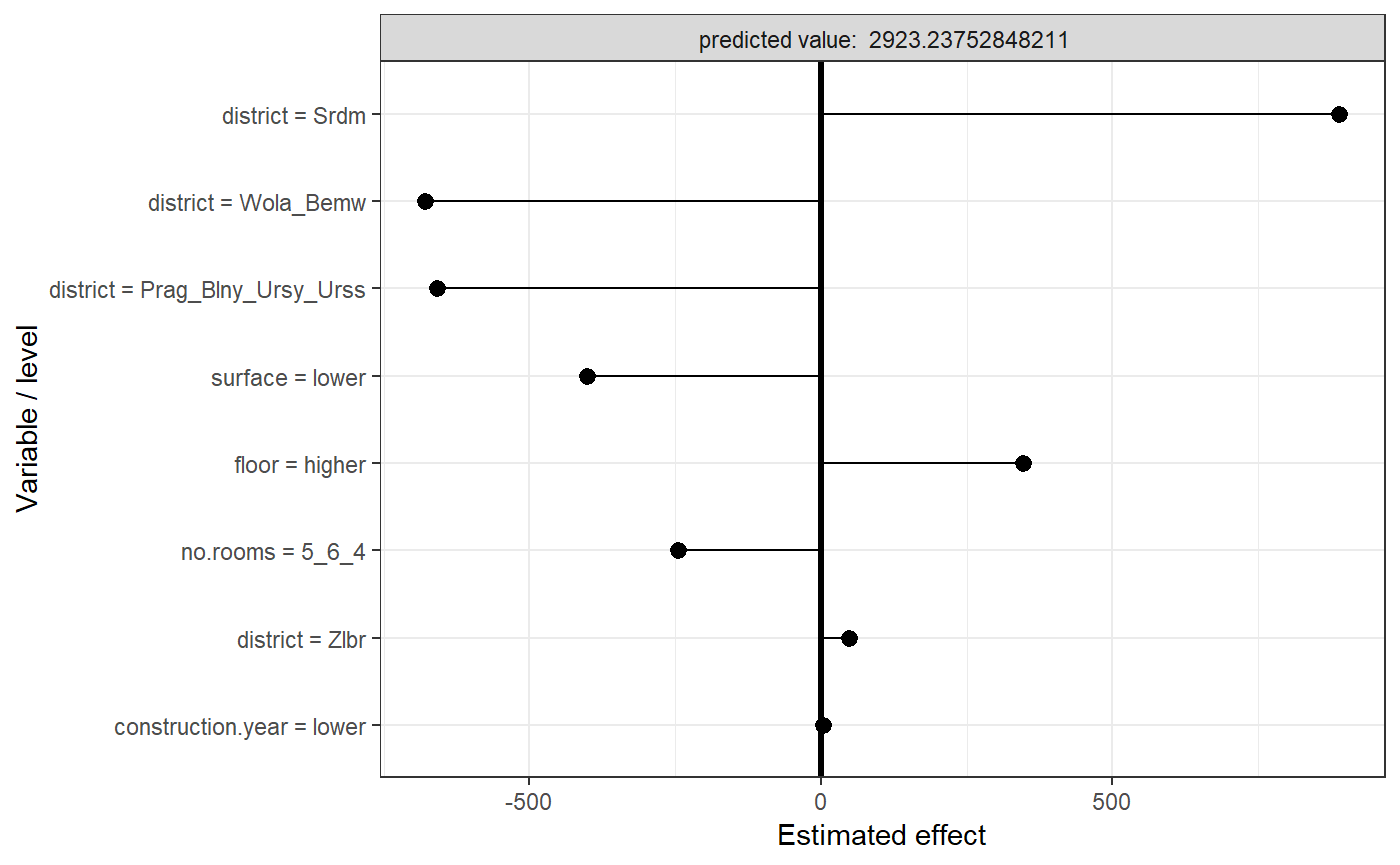 predicted value:  2923.23752848211
district = Srdm
district = Wola_Bemw
district = Prag_Blny_Ursy_Urss
surface = lower
floor = higher
no.rooms = 5_6_4
district = Zlbr
construction.year = lower
Variable / level
-500
0
500
Estimated effect